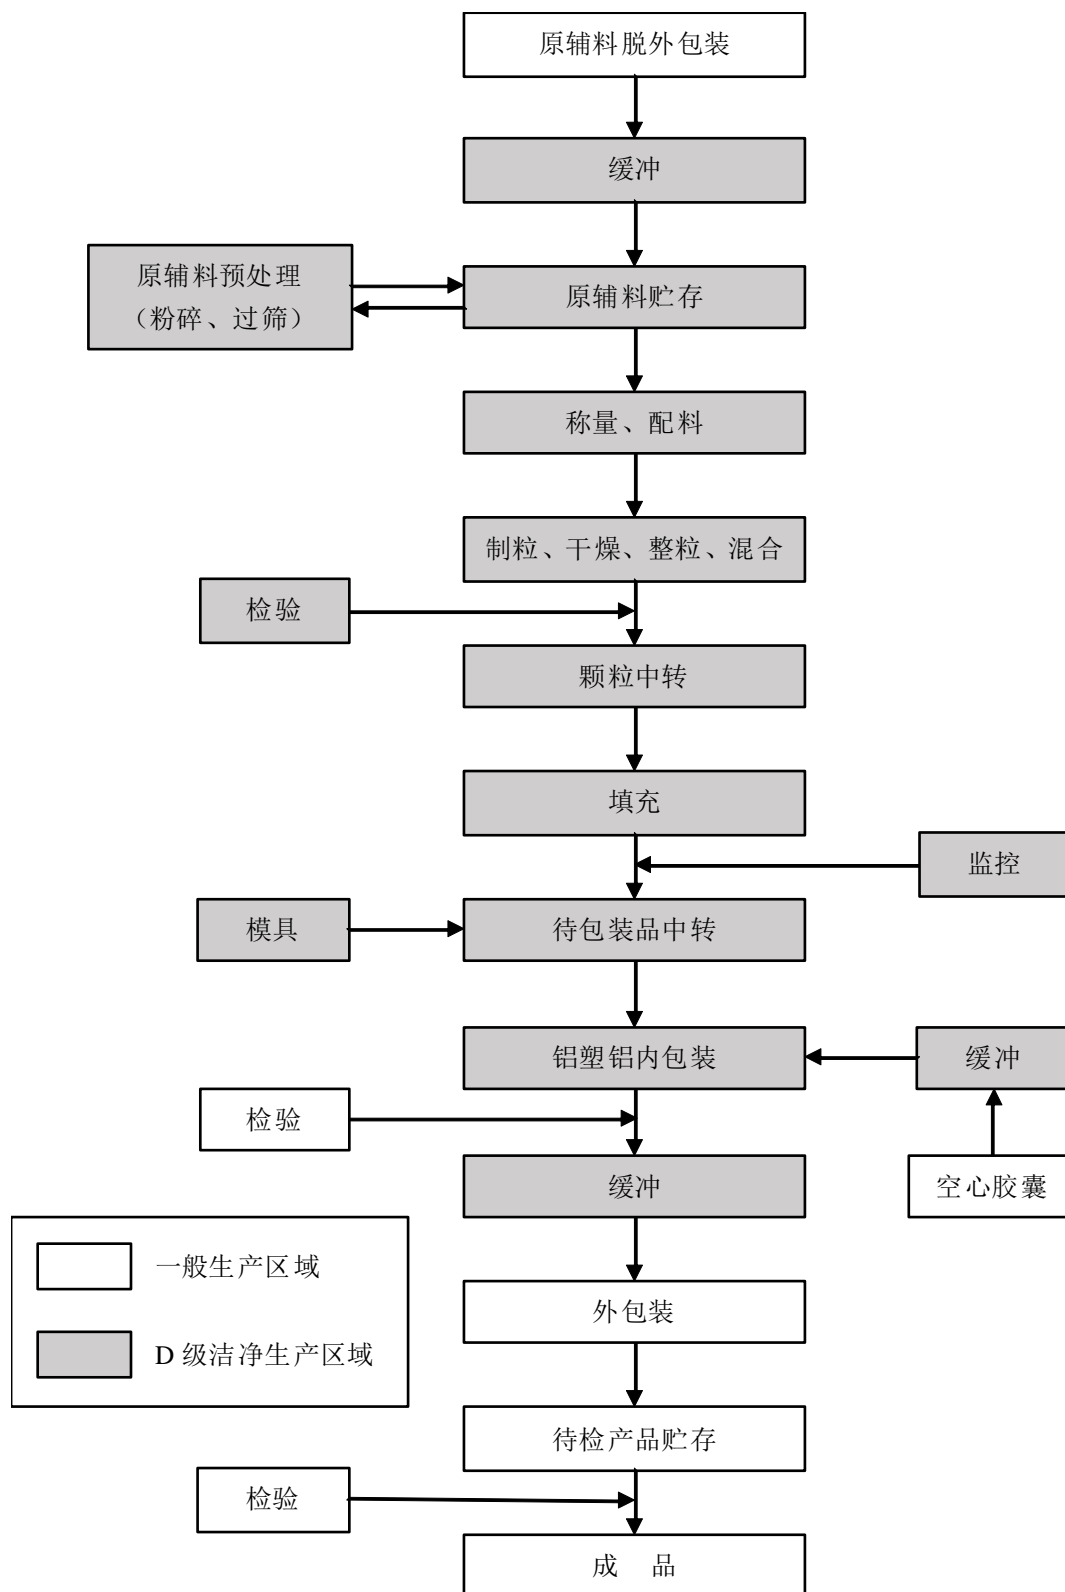 原辅料脱外包装
缓冲
原辅料预处理
（粉碎、过筛）
原辅料贮存
称量、配料
制粒、干燥、整粒、混合
检验
颗粒中转
填充
监控
模具
待包装品中转
铝塑铝内包装
缓冲
检验
缓冲
空心胶囊
一般生产区域
外包装
D 级洁净生产区域
待检产品贮存
检验
成 品